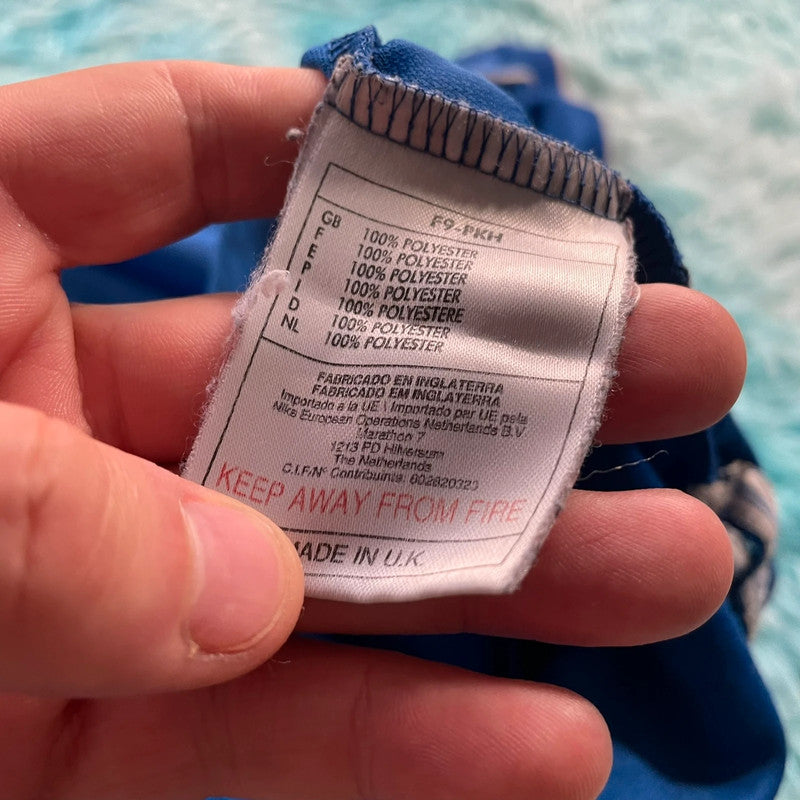 F9-PKH
GB 100% POLYESTER
F 100% POLYESTER
E 100% POLYESTER
P 100% POLYESTER
I 100% POLIESTERE
D 100% POLYESTER
NL 100% POLYESTER
FABRICADO EN INGLATERRA
FABRICADO EM INGLATERRA
Importado a la UE \ Importado par UE pela
Nike European Operations Netherlands B.V
Marathon 7
1213 PD Hilversum
The Netherlands
C.I.F/Nº Contribuinte:
KEEP AWAY FROM FIRE
MADE IN U.K